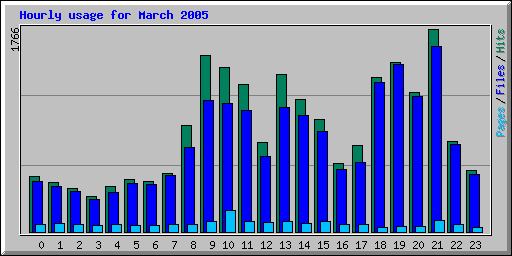 Hourly usage for March 2005
1766
Pages/Files/Hits
0 1 2 3 4 5 6 7 8 9 10 11 12 13 14 15 16 17 18 19 20 21 22 23